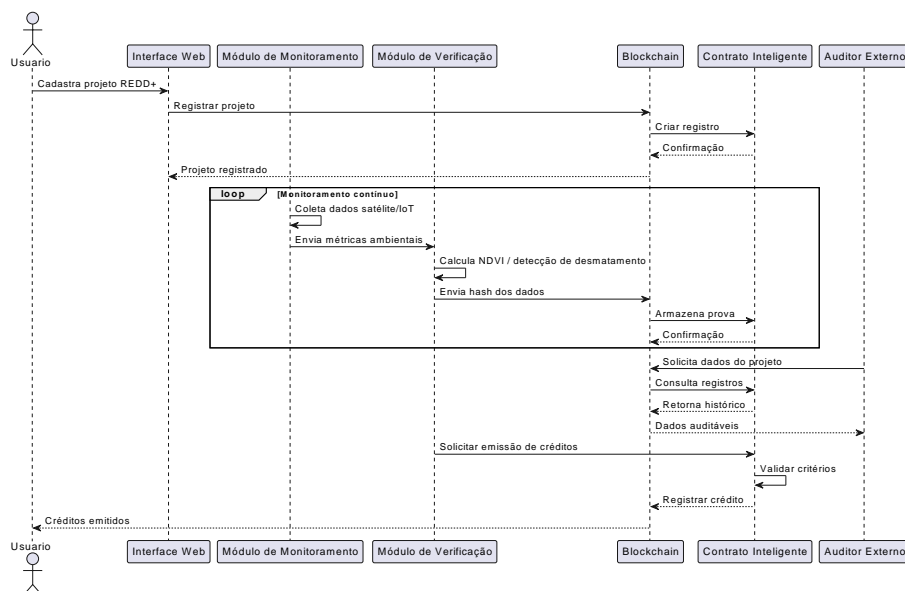 Usuario
Interface Web
Módulo de Monitoramento
Módulo de Verificação
Blockchain
Contrato Inteligente
Auditor Externo
Cadastra projeto REDD+
Registrar projeto
Criar registro
Confirmação
Projeto registrado
loop [Monitoramento contínuo]
Coleta dados satélite/IoT
Envia métricas ambientais
Calcula NDVI / detecção de desmatamento
Envia hash dos dados
Armazena prova
Confirmação
Solicita dados do projeto
Consulta registros
Retorna histórico
Dados auditáveis
Solicitar emissão de créditos
Validar critérios
Registrar crédito
Créditos emitidos
Usuario
Interface Web
Módulo de Monitoramento
Módulo de Verificação
Blockchain
Contrato Inteligente
Auditor Externo